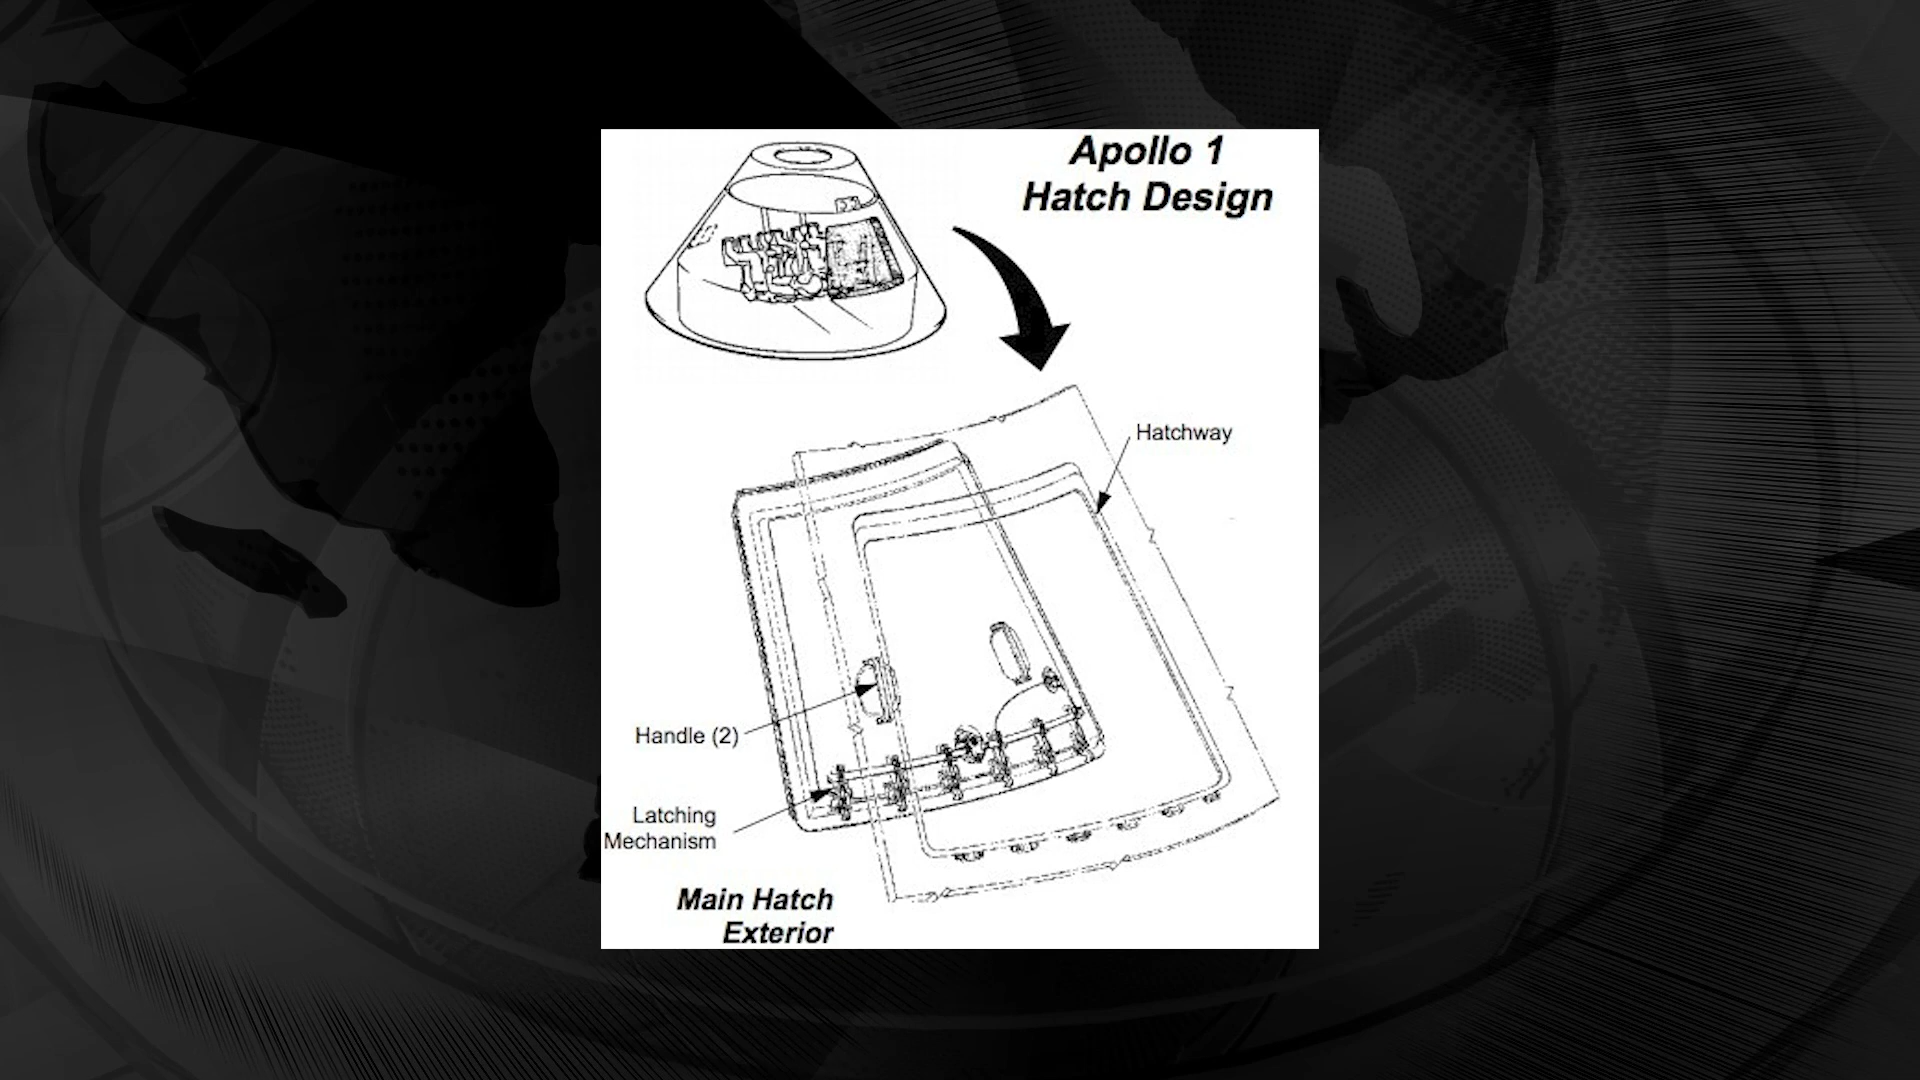 Apollo 1
Hatch Design
Hatchway
Handle (2)
Latching
Mechanism
Main Hatch
Exterior